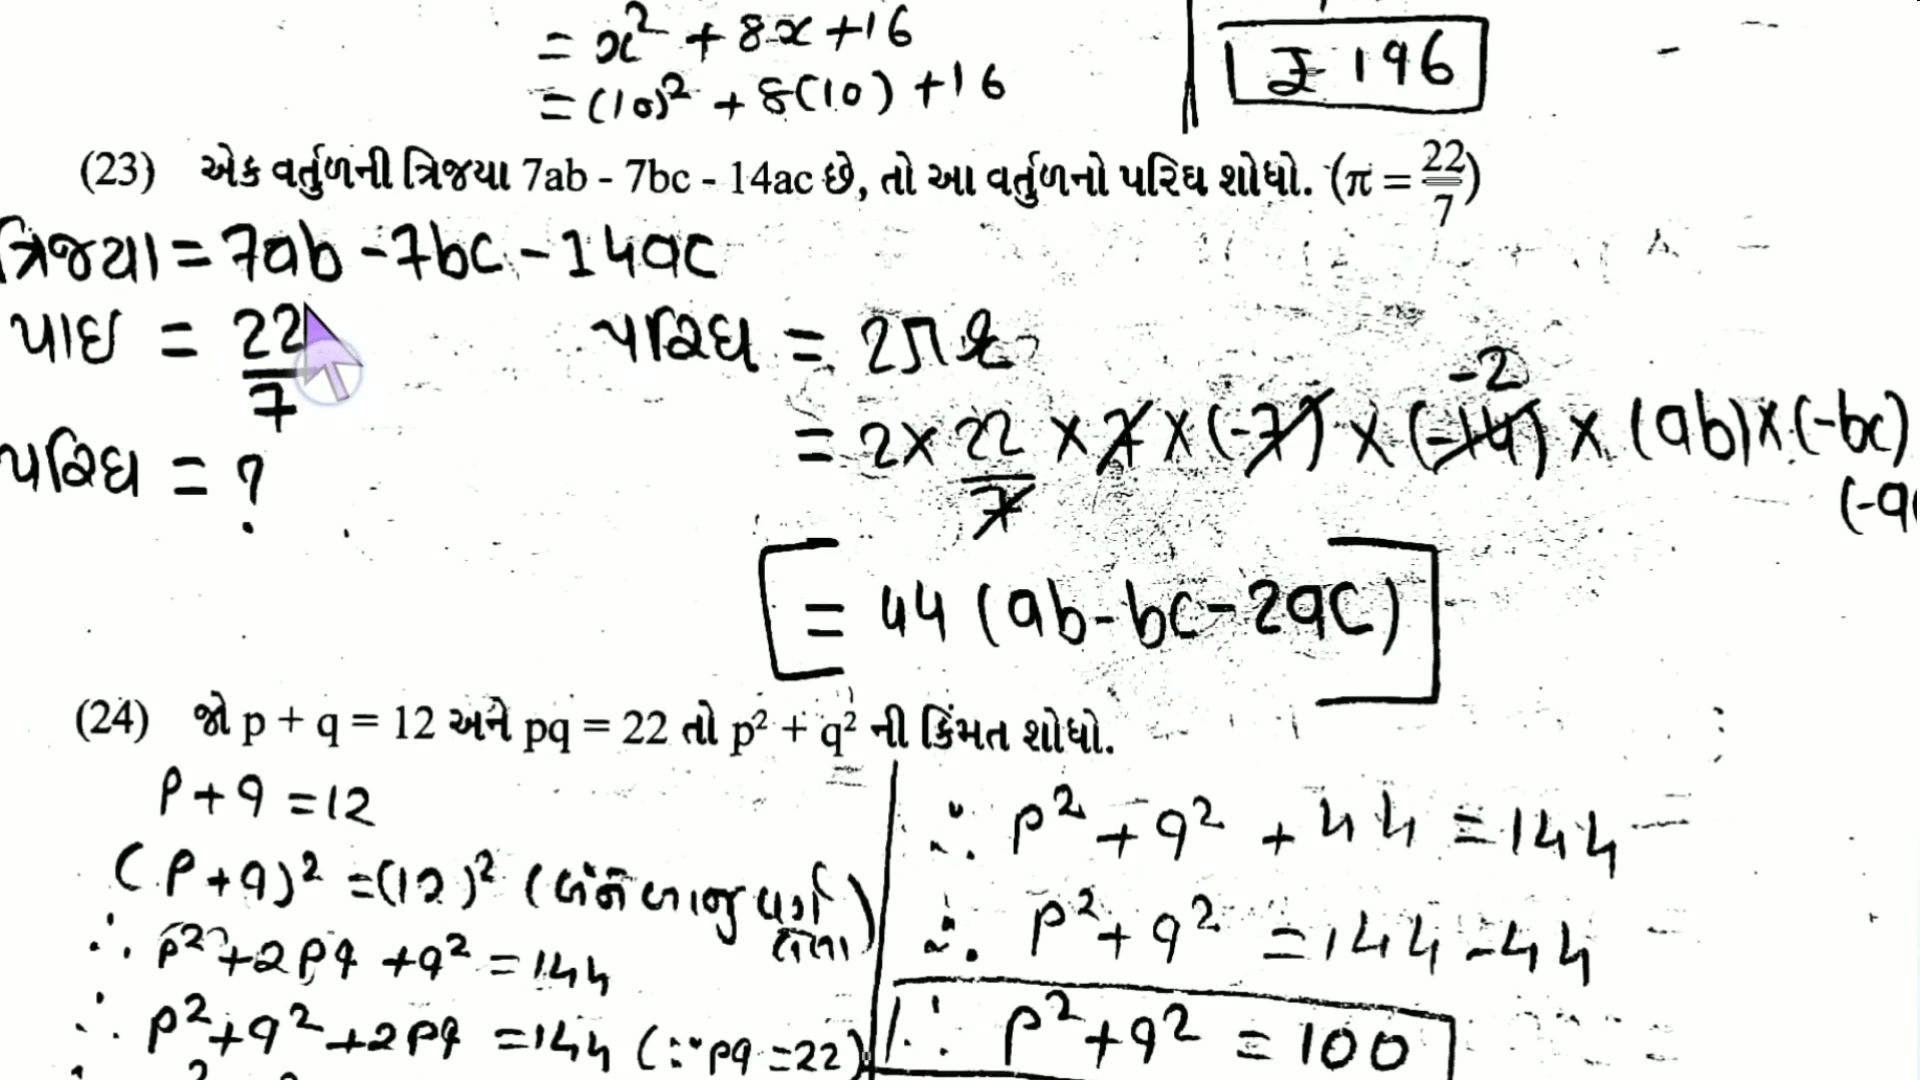 = x² + 8x + 16
= (10)² + 8(10) + 16
₹ 196
(23) એક વર્તુળની ત્રિજ્યા 7ab - 7bc - 14ac છે, તો આ વર્તુળનો પરિઘ શોધો. (π = 22/7)
ત્રિજયા = 7ab - 7bc - 14ac
પાઇ = 22/7
પરિઘ = ?
પરિઘ = 2πr
= 2 × 22/7 × 7 × (-7) × (-14) × (ab) × (-bc)
-2
= 44 (ab - bc - 2ac)
(24) જો p + q = 12 અને pq = 22 તો p² + q² ની કિંમત શોધો.
p + q = 12
(p + q)² = (12)² (બંને બાજુ વર્ગ લેતા)
∴ p² + 2pq + q² = 144
∴ p² + q² + 2pq = 144 (∵ pq = 22)
∴ p² + q² + 44 = 144
∴ p² + q² = 144 - 44
∴ p² + q² = 100